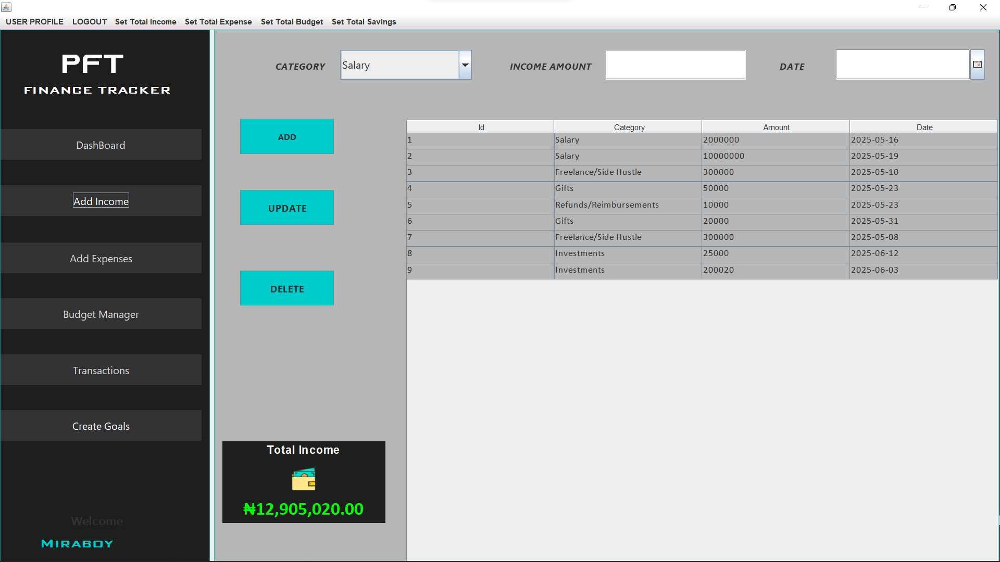 USER PROFILE LOGOUT Set Total Income Set Total Expense Set Total Budget Set Total Savings
PFT
FINANCE TRACKER
DashBoard
Add Income
Add Expenses
Budget Manager
Transactions
Create Goals
Welcome
MIRABOY
CATEGORY Salary INCOME AMOUNT DATE
ADD
UPDATE
DELETE
Id Category Amount Date
1 Salary 2000000 2025-05-16
2 Salary 10000000 2025-05-19
3 Freelance/Side Hustle 300000 2025-05-10
4 Gifts 50000 2025-05-23
5 Refunds/Reimbursements 10000 2025-05-23
6 Gifts 20000 2025-05-31
7 Freelance/Side Hustle 300000 2025-05-08
8 Investments 25000 2025-06-12
9 Investments 200020 2025-06-03
Total Income
₦12,905,020.00